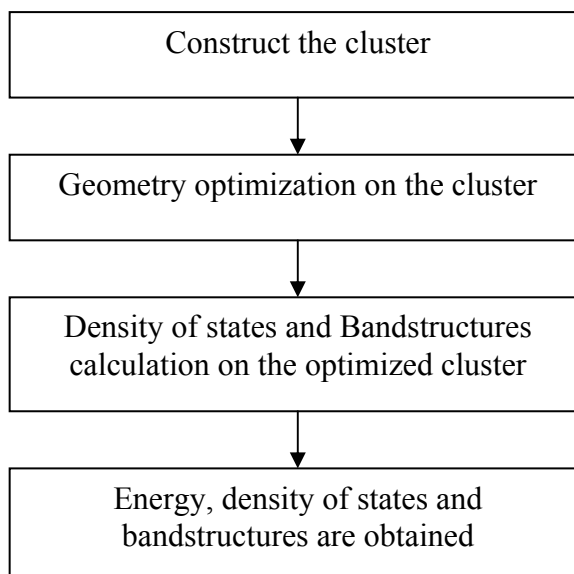 Construct the cluster
Geometry optimization on the cluster
Density of states and Bandstructures
calculation on the optimized cluster
Energy, density of states and
bandstructures are obtained